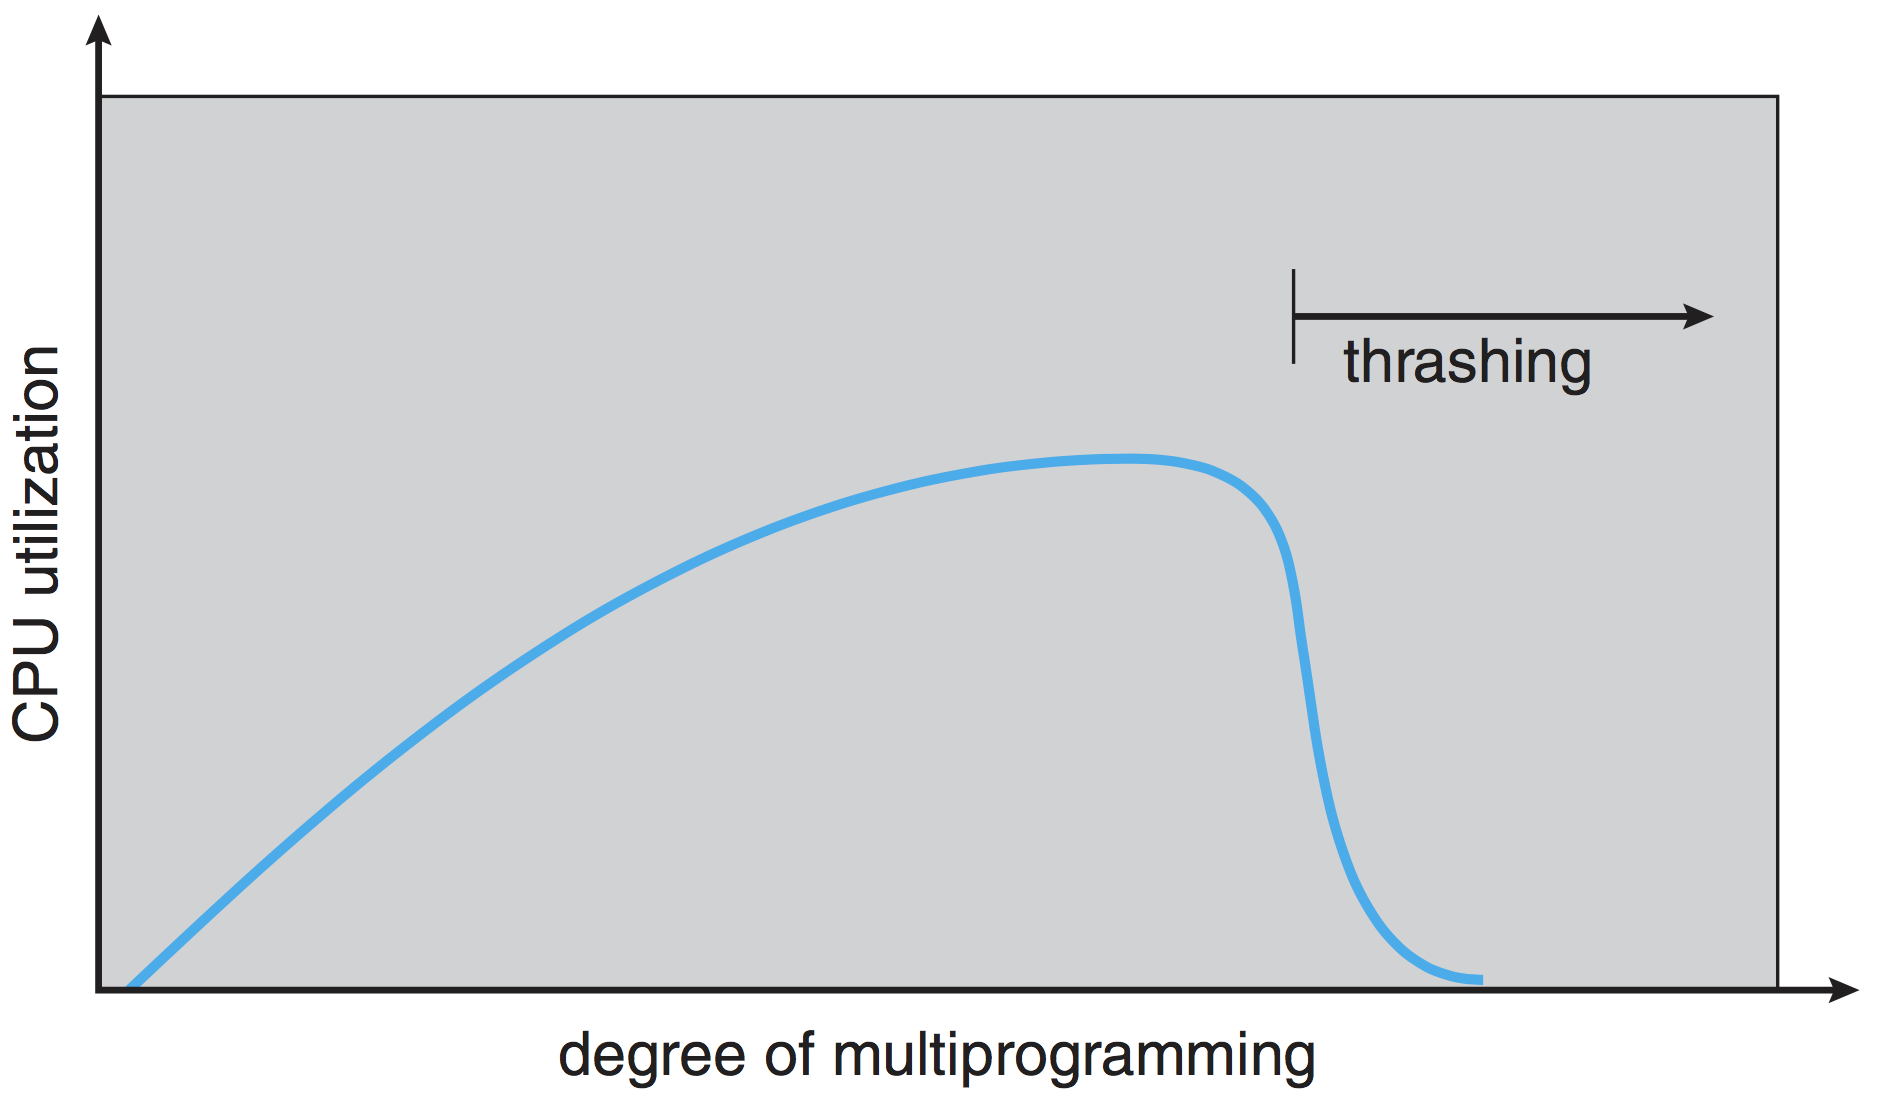 CPU utilization
thrashing
degree of multiprogramming